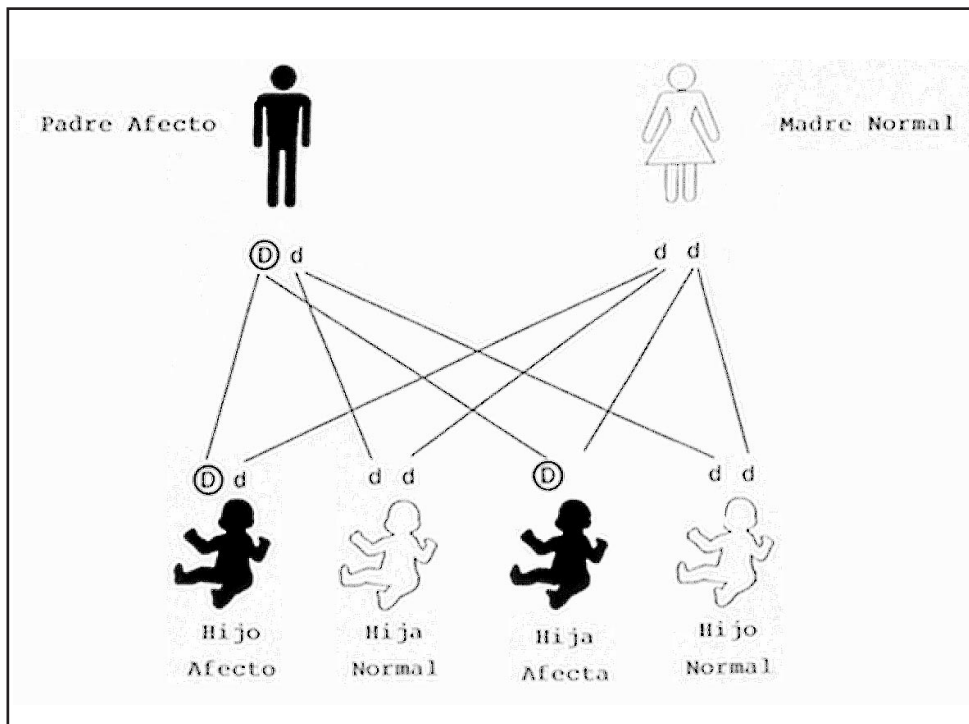 Padre Afecto
Madre Normal
D d
d d
D d
d d
D
d d
Hijo
Afecto
Hija
Normal
Hija
Afecta
Hijo
Normal